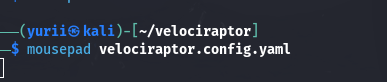 ──(yurii㉿kali)-[~/velociraptor]
─$ mousepad velociraptor.config.yaml